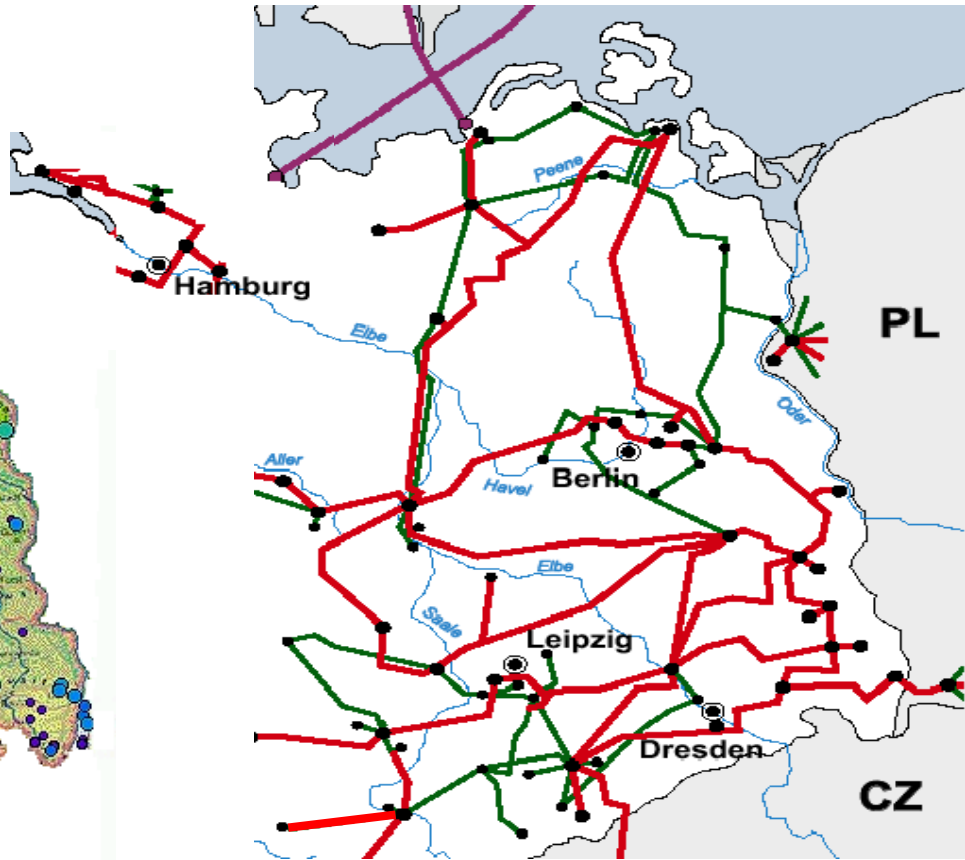 Peene
Hamburg
Elbe
PL
Oder
Aller
Berlin
Havel
Elbe
Saale
Leipzig
Dresden
CZ